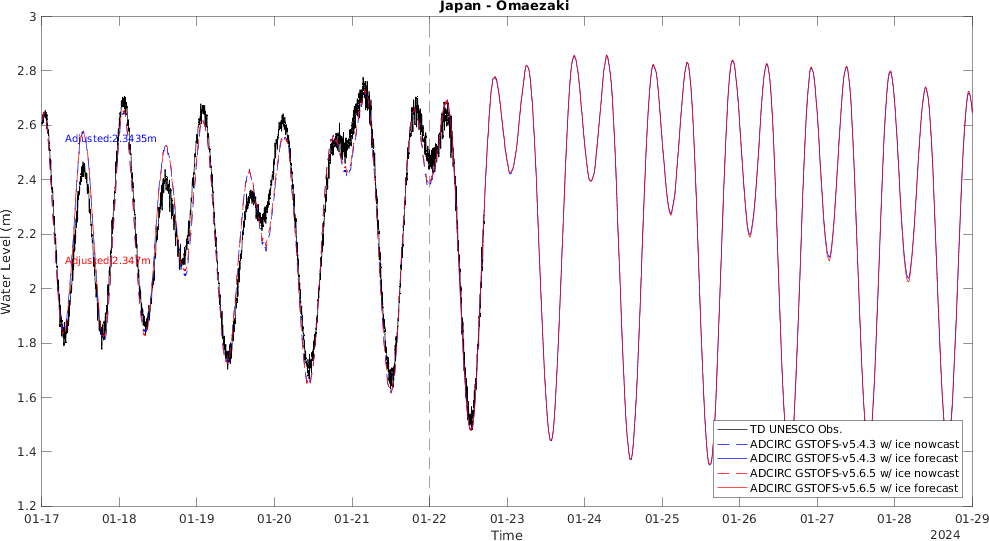 Japan - Omaezaki
3
2.8
2.6
2.4
2.2
2
1.8
1.6
1.4
1.2
Water Level (m)
Adjusted:2.3435m
Adjusted:2.347m
TD UNESCO Obs.
ADCIRC GSTOFS-v5.4.3 w/ ice nowcast
ADCIRC GSTOFS-v5.4.3 w/ ice forecast
ADCIRC GSTOFS-v5.6.5 w/ ice nowcast
ADCIRC GSTOFS-v5.6.5 w/ ice forecast
01-17 01-18 01-19 01-20 01-21 01-22 01-23 01-24 01-25 01-26 01-27 01-28 01-29
Time
2024